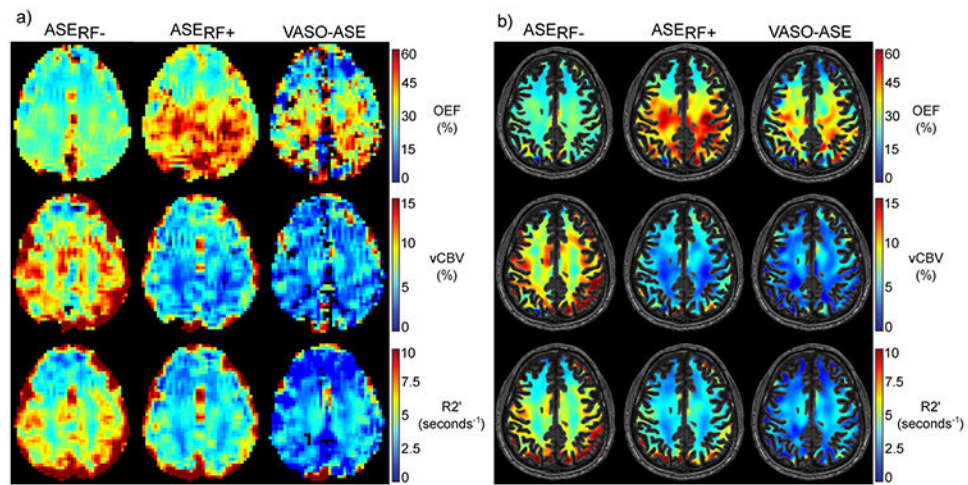 a)
ASERF- ASERF+ VASO-ASE
60
45
OEF
30
(%)
15
0
15
10
vCBV
(%)
5
0
10
7.5
R2'
5
(seconds-1)
2.5
0
b)
ASERF- ASERF+ VASO-ASE
60
45
OEF
30
(%)
15
0
15
10
vCBV
(%)
5
0
10
7.5
R2'
5
(seconds-1)
2.5
0